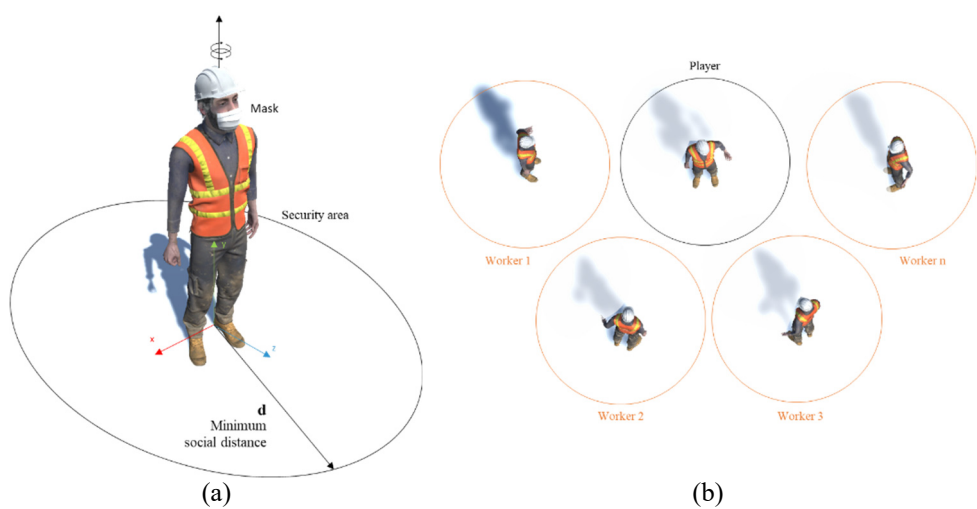 Mask
Security area
y
x
z
d
Minimum
social distance
(a)
Player
Worker 1
Worker n
Worker 2
Worker 3
(b)